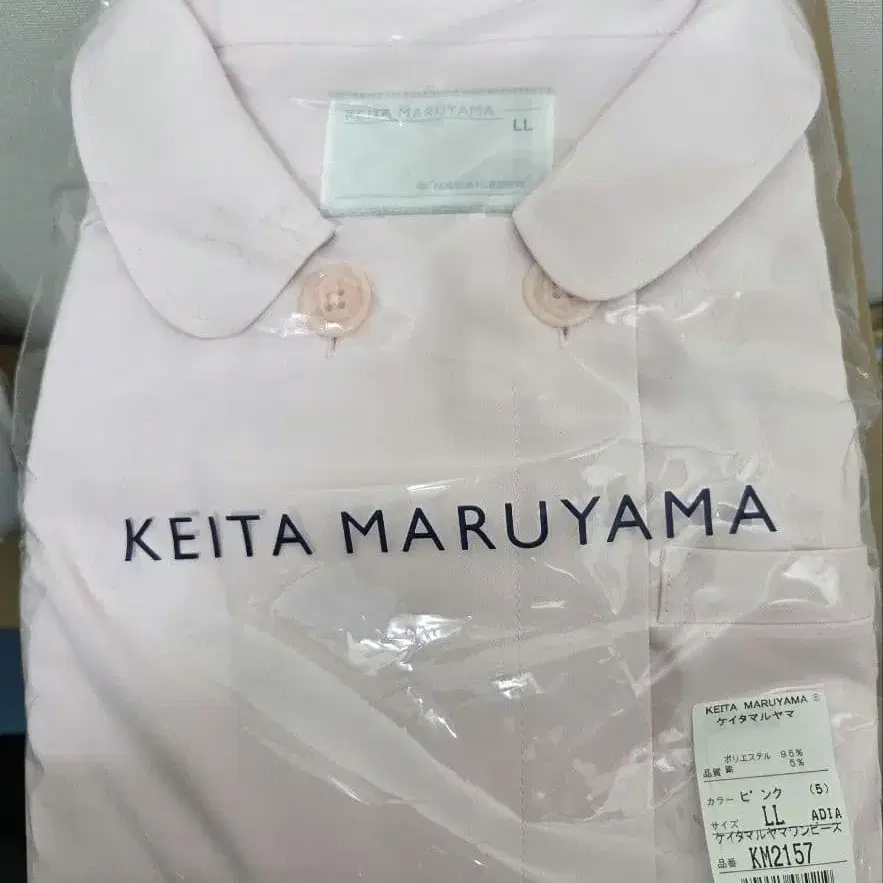 KEITA MARUYAMA
LL
KEITA MARUYAMA
KEITA MARUYAMA ®
ケイタマルヤマ
ポリエステル 95%
品質 綿 5%
カラー ピンク (5)
サイズ LL ADIA
ケイタマルヤマワンピース
品番 KM2157